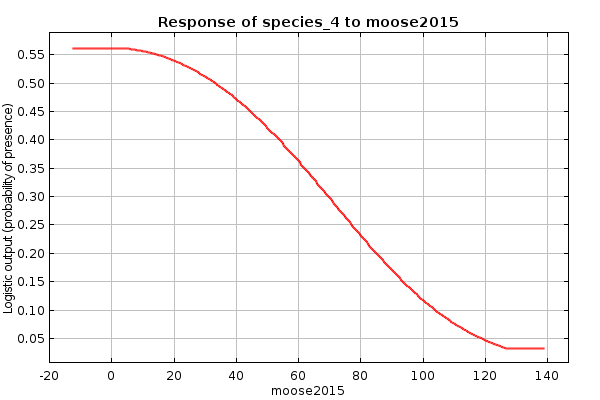 Response of species_4 to moose2015
Logistic output (probability of presence)
0.55
0.50
0.45
0.40
0.35
0.30
0.25
0.20
0.15
0.10
0.05
-20 0 20 40 60 80 100 120 140
moose2015